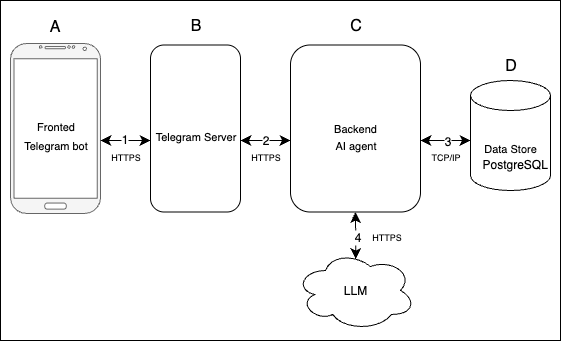 A
B
C
D
Fronted
Telegram bot
1
HTTPS
Telegram Server
2
HTTPS
Backend
AI agent
3
TCP/IP
Data Store
PostgreSQL
4
HTTPS
LLM